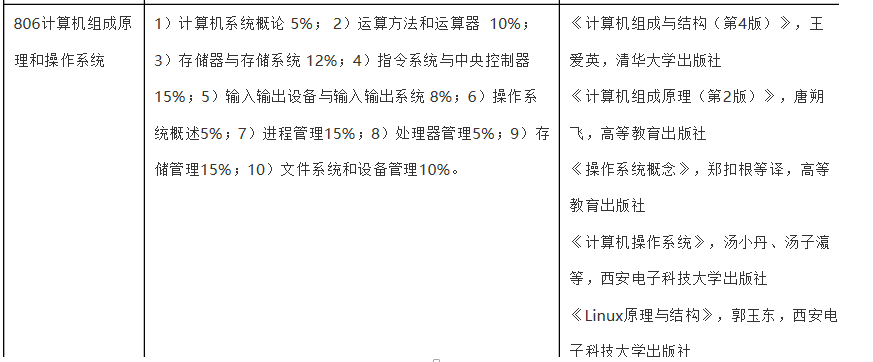 806计算机组成原
理和操作系统
1）计算机系统概论 5%； 2）运算方法和运算器 10%；
3）存储器与存储系统 12%；4）指令系统与中央控制器
15%；5）输入输出设备与输入输出系统 8%；6）操作系
统概述5%；7）进程管理15%；8）处理器管理5%；9）存
储管理15%；10）文件系统和设备管理10%。
《计算机组成与结构（第4版）》，王
爱英，清华大学出版社
《计算机组成原理（第2版）》，唐朔
飞，高等教育出版社
《操作系统概念》，郑扣根等译，高等
教育出版社
《计算机操作系统》，汤小丹、汤子瀛
等，西安电子科技大学出版社
《Linux原理与结构》，郭玉东，西安电
子科技大学出版社